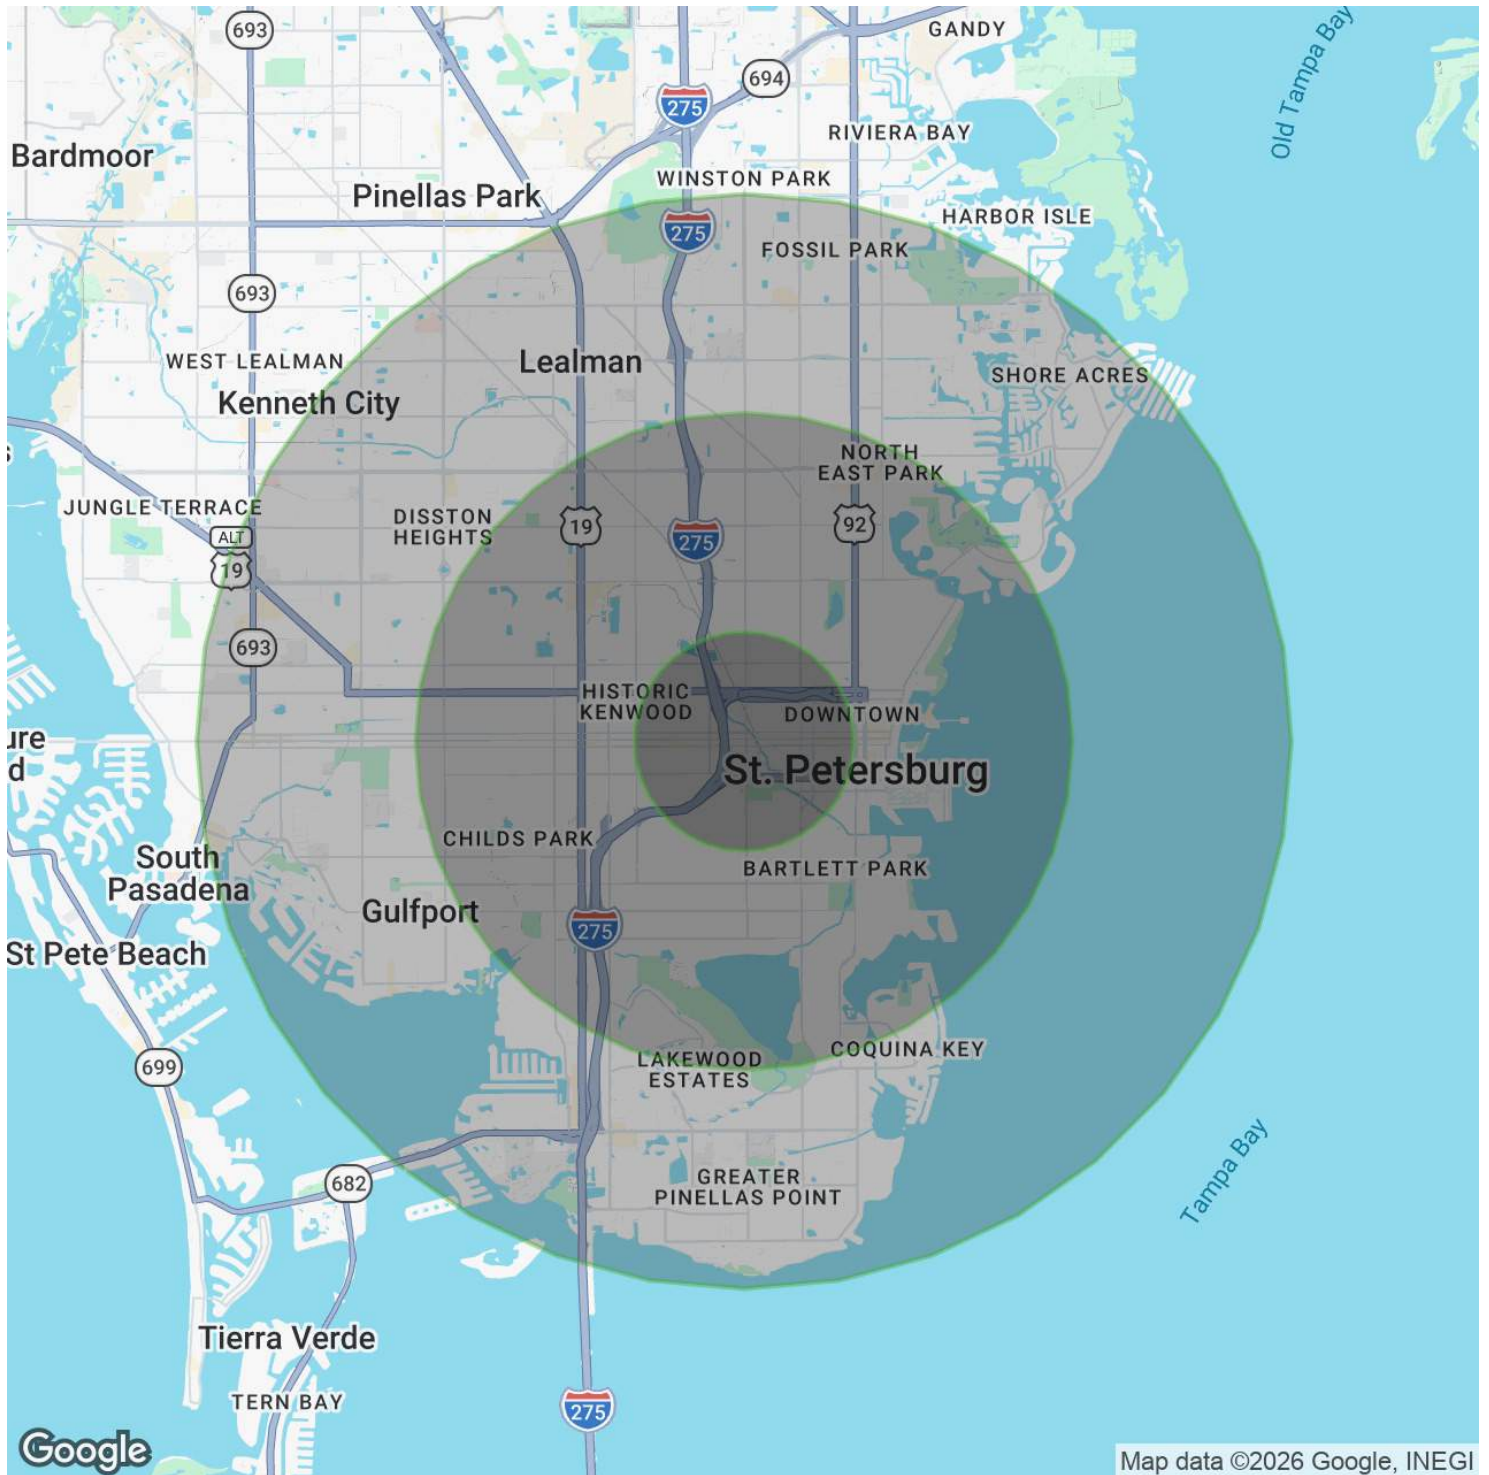 693
GANDY
694
275
Old Tampa Bay
RIVIERA BAY
Bardmoor
WINSTON PARK
Pinellas Park
HARBOR ISLE
275
FOSSIL PARK
693
WEST LEALMAN
Lealman
SHORE ACRES
Kenneth City
NORTH
EAST PARK
JUNGLE TERRACE
DISSTON
HEIGHTS
ALT
19
19
275
92
693
HISTORIC
KENWOOD
DOWNTOWN
St. Petersburg
CHILDS PARK
South
Pasadena
BARTLETT PARK
Gulfport
275
St Pete Beach
COQUINA KEY
LAKEWOOD
ESTATES
699
Tampa Bay
682
GREATER
PINELLAS POINT
Tierra Verde
TERN BAY
275
Google
Map data ©2026 Google, INEGI